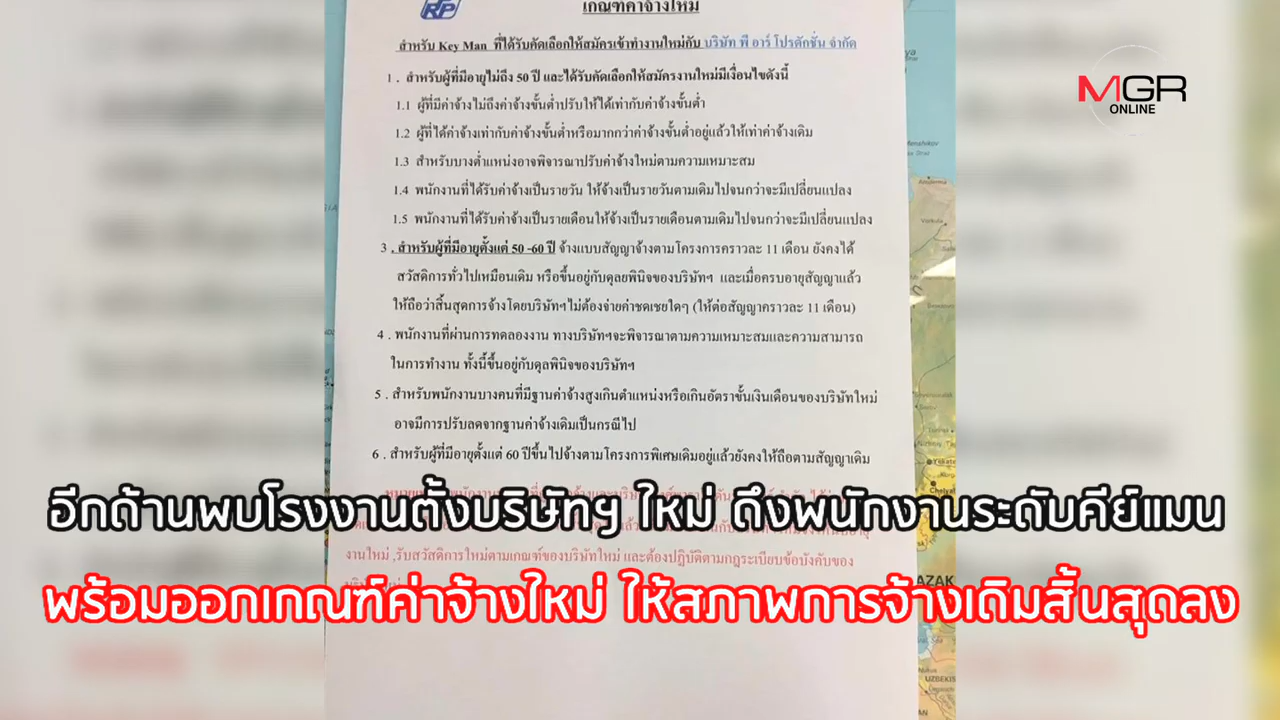 RP
เกณฑ์ค่าจ้างใหม่
สำหรับ Key Man ที่ได้รับคัดเลือกให้สมัครเข้าทำงานใหม่กับ บริษัท พี อาร์ โปรดักชั่น จำกัด
1 . สำหรับผู้ที่มีอายุไม่ถึง 50 ปี และได้รับคัดเลือกให้สมัครงานใหม่มีเงื่อนไขดังนี้
1.1 ผู้ที่มีค่าจ้างไม่ถึงค่าจ้างขั้นต่ำปรับให้ได้เท่ากับค่าจ้างขั้นต่ำ
1.2 ผู้ที่ได้ค่าจ้างเท่ากับค่าจ้างขั้นต่ำหรือมากกว่าค่าจ้างขั้นต่ำอยู่แล้วให้เท่าค่าจ้างเดิม
1.3 สำหรับบางตำแหน่งอาจพิจารณาปรับค่าจ้างใหม่ตามความเหมาะสม
1.4 พนักงานที่ได้รับค่าจ้างเป็นรายวัน ให้จ้างเป็นรายวันตามเดิมไปจนกว่าจะมีเปลี่ยนแปลง
1.5 พนักงานที่ได้รับค่าจ้างเป็นรายเดือนให้จ้างเป็นรายเดือนตามเดิมไปจนกว่าจะมีเปลี่ยนแปลง
3 . สำหรับผู้ที่มีอายุตั้งแต่ 50 -60 ปี จ้างแบบสัญญาจ้างตามโครงการคราวละ 11 เดือน ยังคงได้
สวัสดิการทั่วไปเหมือนเดิม หรือขึ้นอยู่กับดุลยพินิจของบริษัทฯ และเมื่อครบอายุสัญญาแล้ว
ให้ถือว่าสิ้นสุดการจ้างโดยบริษัทฯไม่ต้องจ่ายค่าชดเชยใดๆ (ให้ต่อสัญญาคราวละ 11 เดือน)
4 . พนักงานที่ผ่านการทดลองงาน ทางบริษัทฯจะพิจารณาตามความเหมาะสมและความสามารถ
ในการทำงาน ทั้งนี้ขึ้นอยู่กับดุลพินิจของบริษัทฯ
5 . สำหรับพนักงานบางคนที่มีฐานค่าจ้างสูงเกินตำแหน่งหรือเกินอัตราขั้นเงินเดือนของบริษัทใหม่
อาจมีการปรับลดจากฐานค่าจ้างเดิมเป็นกรณีไป
6 . สำหรับผู้ที่มีอายุตั้งแต่ 60 ปีขึ้นไปจ้างตามโครงการพิเศษเดิมอยู่แล้วยังคงให้ถือตามสัญญาเดิม
งานใหม่ ,รับสวัสดิการใหม่ตามเกณฑ์ของบริษัทใหม่ และต้องปฏิบัติตามกฎระเบียบข้อบังคับของ
MGR
ONLINE
อีกด้านพบโรงงานตั้งบริษัทฯ ใหม่ ดึงพนักงานระดับคีย์แมน
พร้อมออกเกณฑ์ค่าจ้างใหม่ ให้สภาพการจ้างเดิมสิ้นสุดลง
UZBEKIS